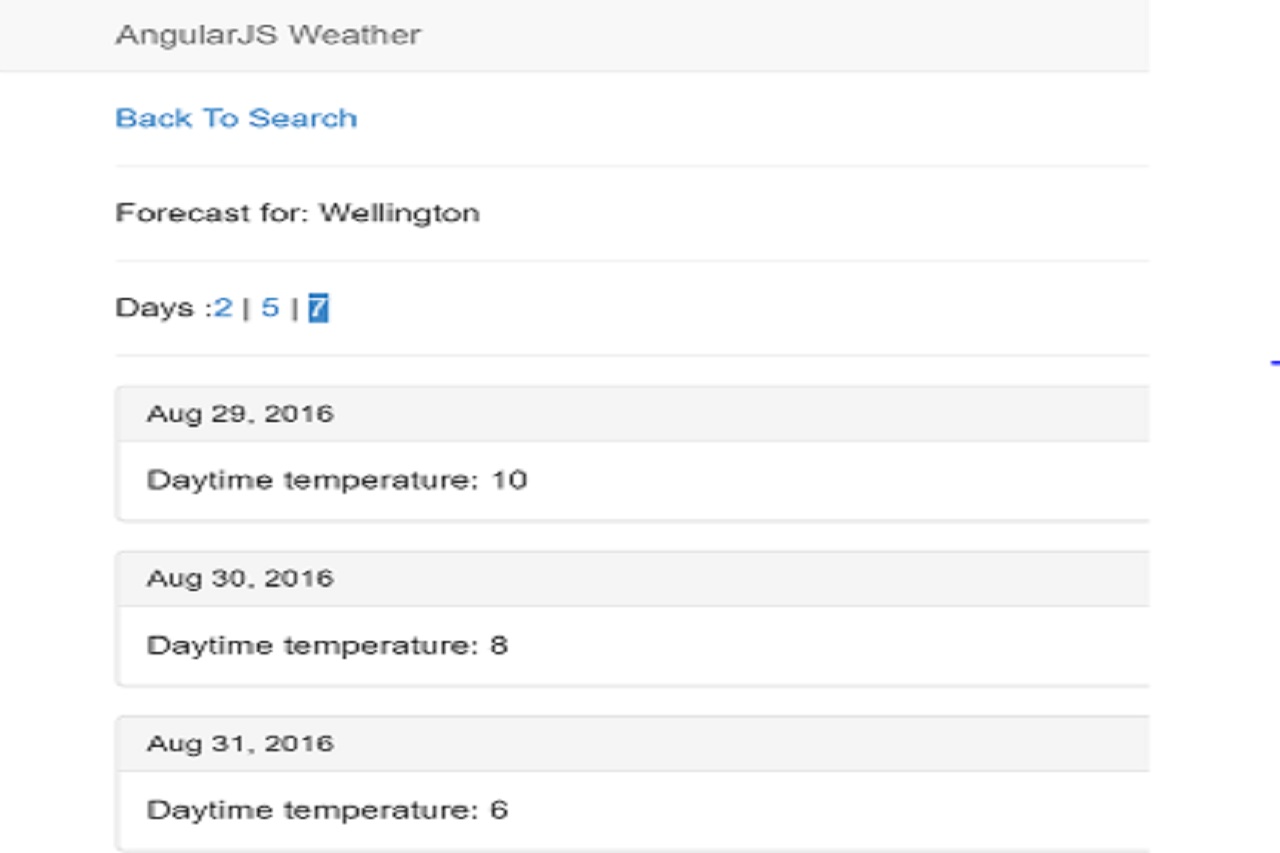 AngularJS Weather
Back To Search
Forecast for: Wellington
Days :2 | 5 | 7
Aug 29, 2016
Daytime temperature: 10
Aug 30, 2016
Daytime temperature: 8
Aug 31, 2016
Daytime temperature: 6